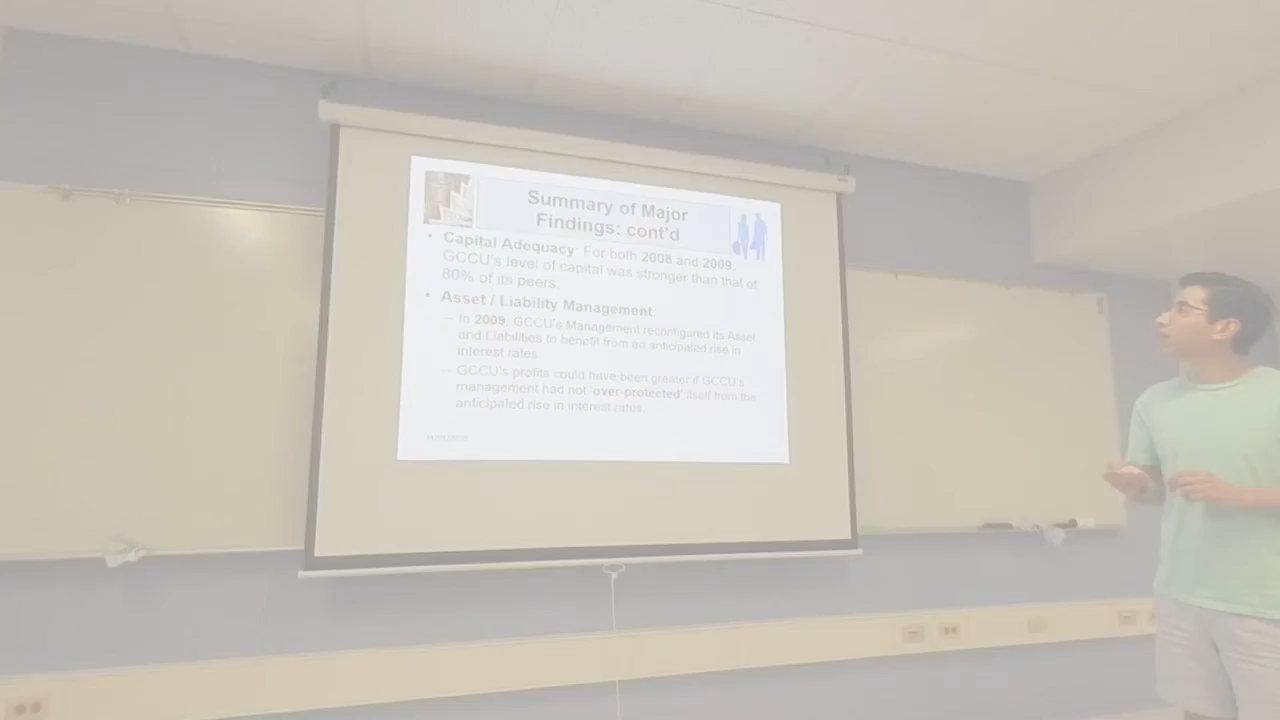 Summary of Major
Findings: cont'd
• Capital Adequacy: For both 2008 and 2009,
GCCU's level of capital was stronger than that of
80% of its peers.
• Asset / Liability Management:
– In 2009, GCCU's Management reconfigured its Asset
and Liabilities to benefit from an anticipated rise in
interest rates.
– GCCU's profits could have been greater if GCCU's
management had not 'over-protected' itself from the
anticipated rise in interest rates.